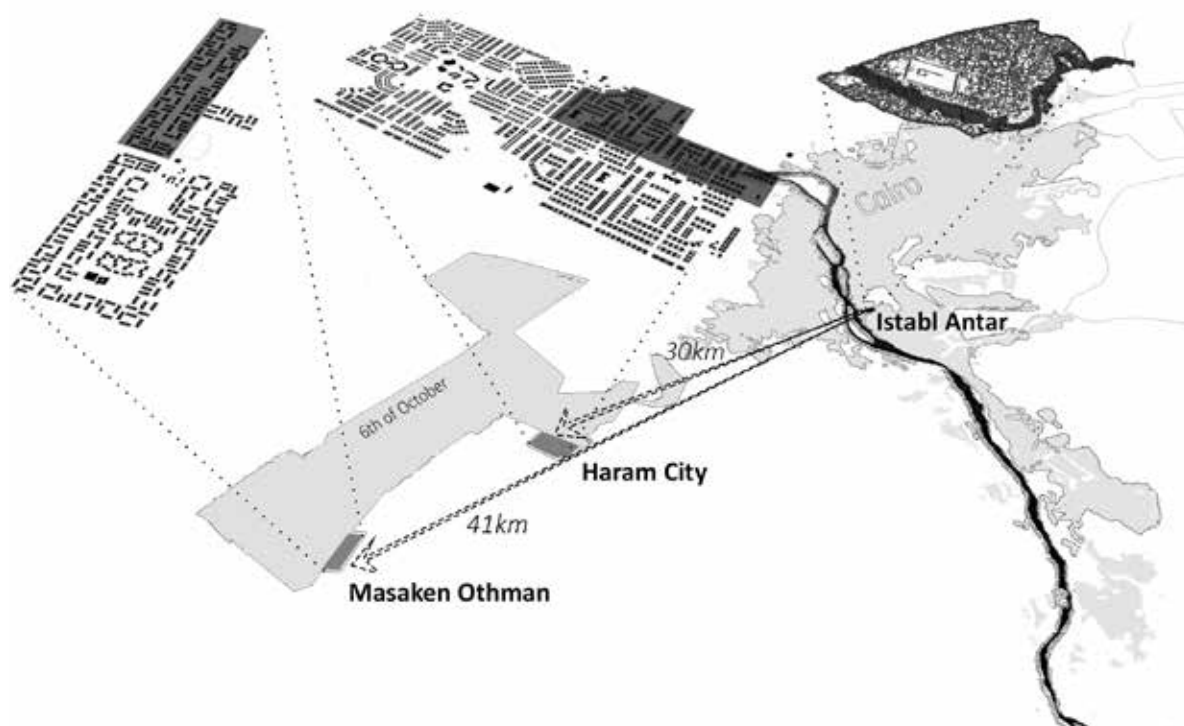 Cairo
Istabl Antar
30km
6th of October
Haram City
41km
Masaken Othman